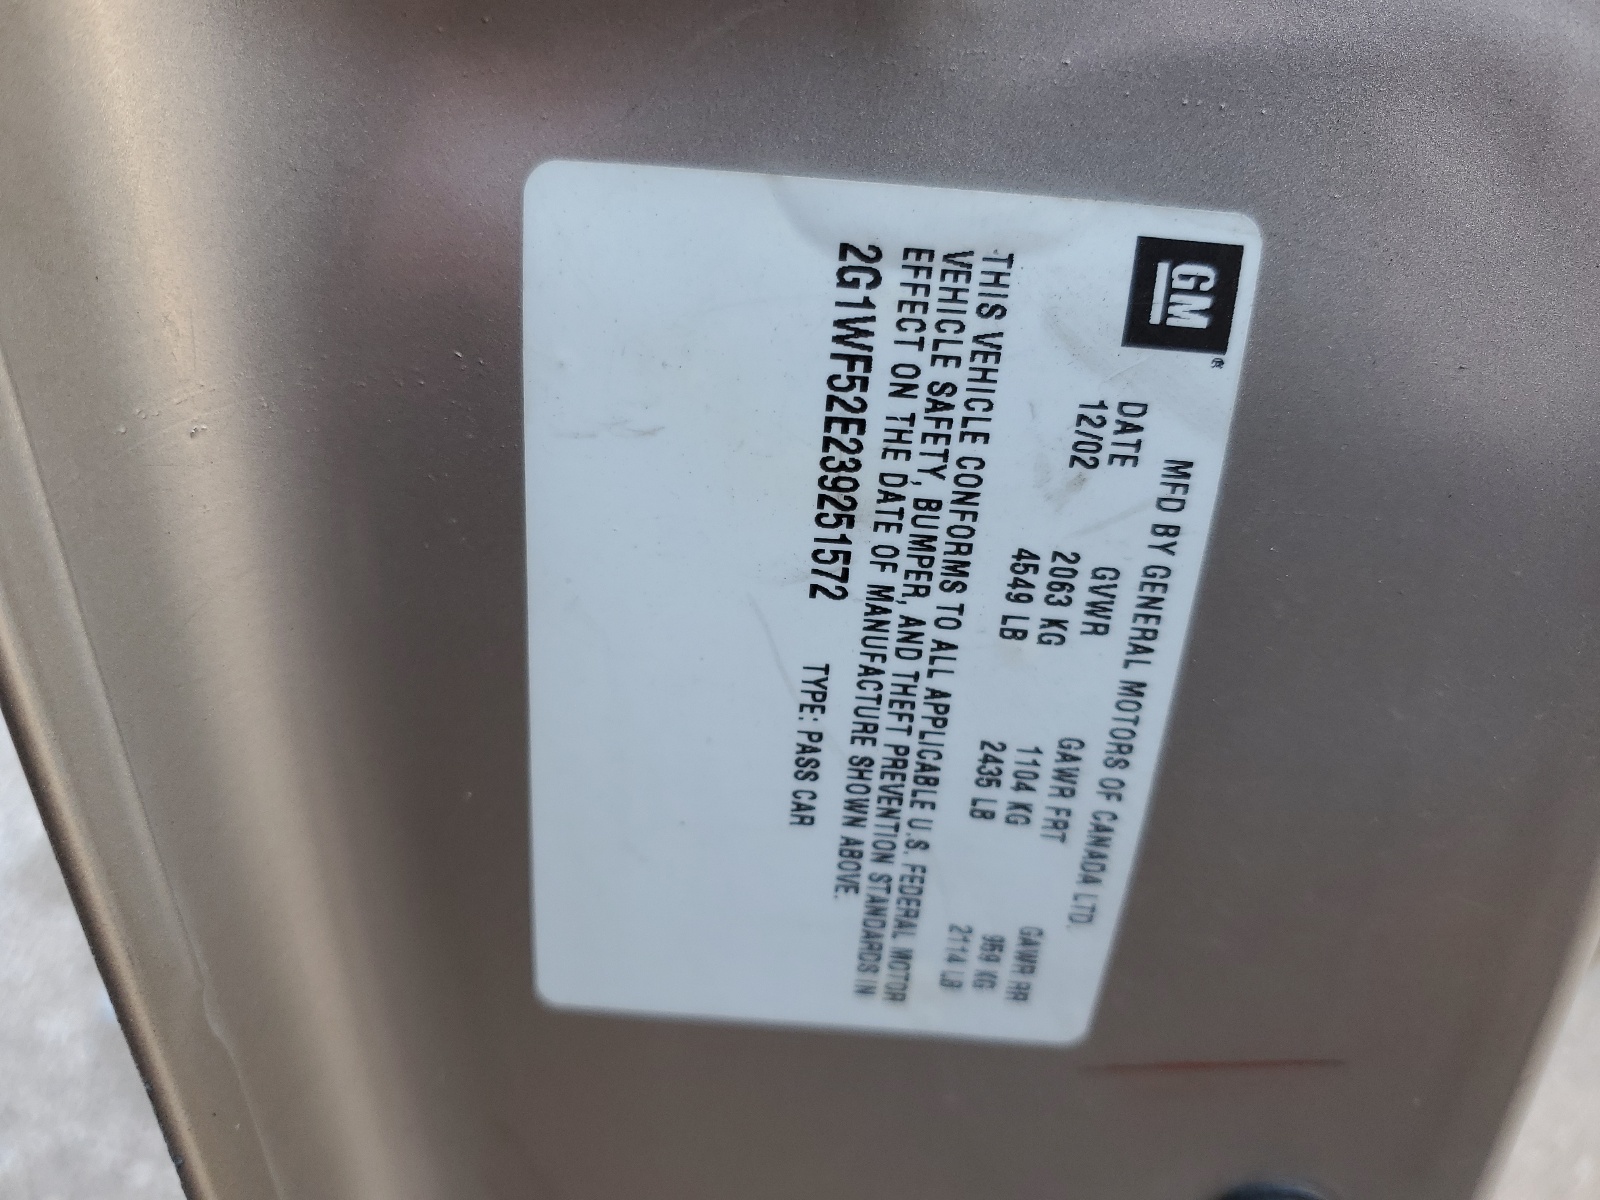 GM®
MFD BY GENERAL MOTORS OF CANADA LTD.
DATE GVWR GAWR FRT GAWR RR
12/02 2063 KG 1104 KG 959 KG
4549 LB 2435 LB 2114 LB
THIS VEHICLE CONFORMS TO ALL APPLICABLE U.S. FEDERAL MOTOR
VEHICLE SAFETY, BUMPER, AND THEFT PREVENTION STANDARDS IN
EFFECT ON THE DATE OF MANUFACTURE SHOWN ABOVE.
2G1WF52E239251572 TYPE: PASS CAR